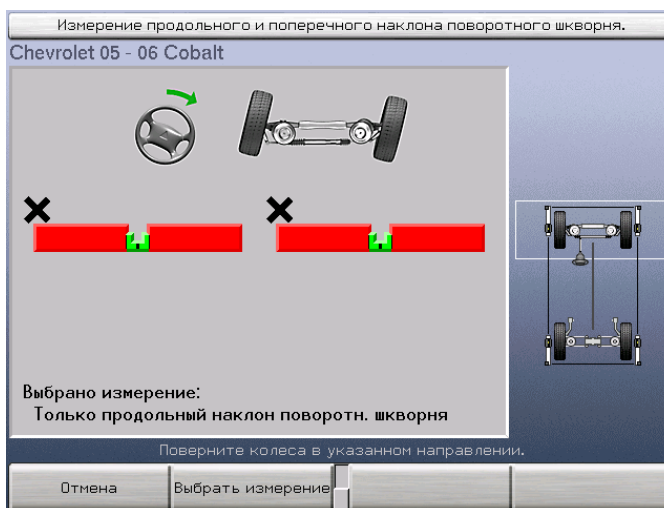 Измерение продольного и поперечного наклона поворотного шкворня.
Chevrolet 05 - 06 Cobalt
Выбрано измерение:
Только продольный наклон поворотн. шкворня
Поверните колеса в указанном направлении.
Отмена
Выбрать измерение